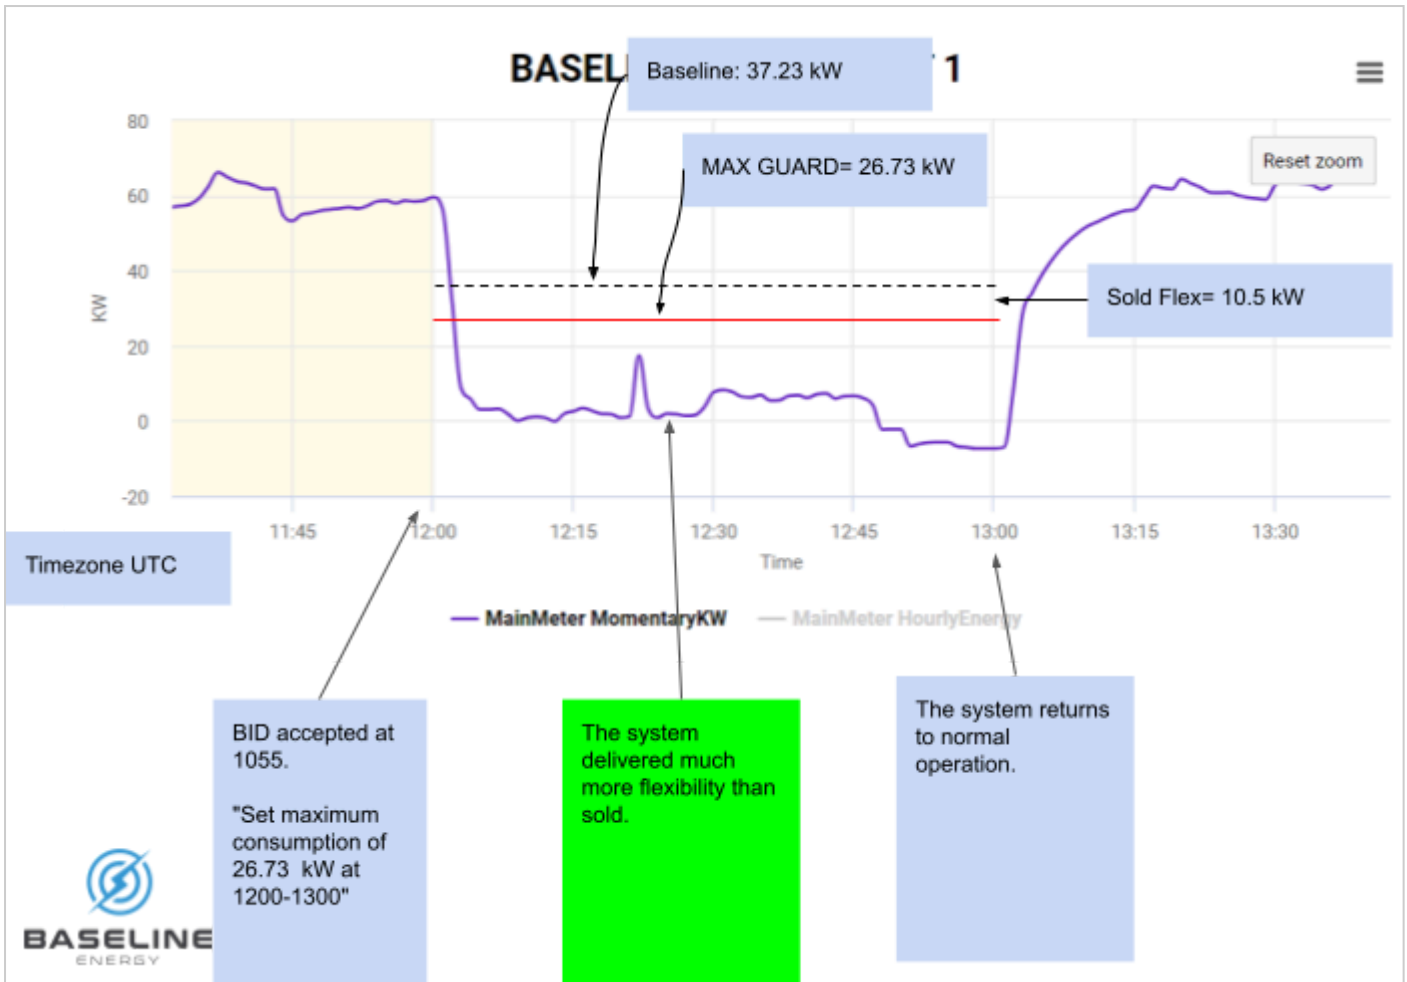 BASEL
1
Baseline: 37.23 kW
MAX GUARD= 26.73 kW
Reset zoom
Sold Flex= 10.5 kW
80
60
40
20
0
-20
KW
11:45
12:00
12:15
12:30
12:45
13:00
13:15
13:30
Time
Timezone UTC
MainMeter MomentaryKW
MainMeter HourlyEnergy
BID accepted at
1055.
"Set maximum
consumption of
26.73 kW at
1200-1300"
The system
delivered much
more flexibility than
sold.
The system returns
to normal
operation.
BASELINE
ENERGY